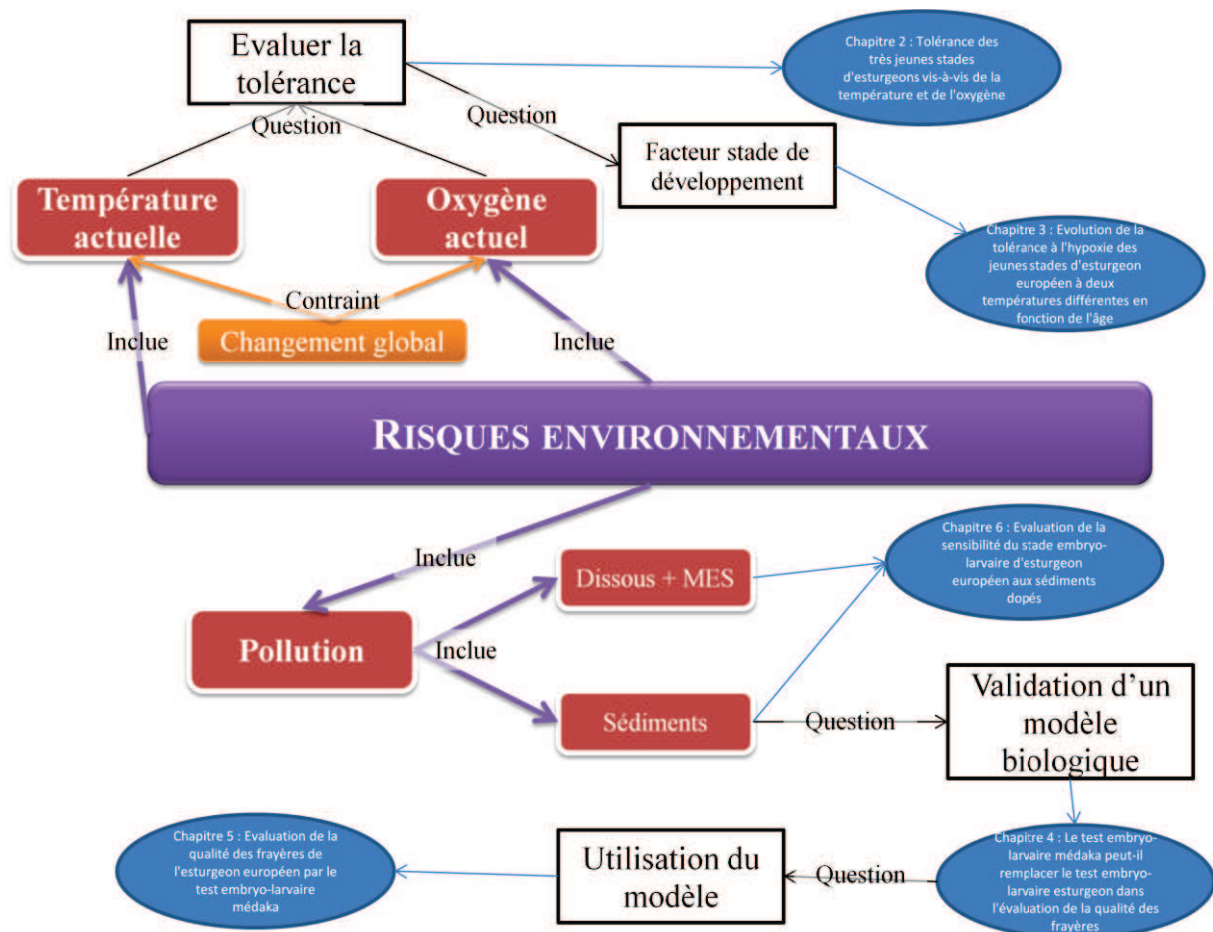 Evaluer la
tolérance
Chapitre 2 : Tolérance des
très jeunes stades
d'esturgeons vis-à-vis de la
température et de l'oxygène
Question
Question
Facteur stade de
développement
Température
actuelle
Oxygène
actuel
Chapitre 3 : Evolution de la
tolérance à l'hypoxie des
jeunes stades d'esturgeon
européen à deux
températures différentes en
fonction de l'âge
Contraint
Inclue
Changement global
Inclue
RISQUES ENVIRONNEMENTAUX
Inclue
Dissous + MES
Chapitre 6 : Evaluation de la
sensibilité du stade embryo-
larvaire d'esturgeon
européen aux sédiments
dopés
Pollution
Inclue
Sédiments
Question
Validation d’un
modèle
biologique
Chapitre 5 : Evaluation de la
qualité des frayères de
l'esturgeon européen par le
test embryo-larvaire
médaka
Utilisation du
modèle
Question
Chapitre 4 : Le test embryo-
larvaire médaka peut-il
remplacer le test embryo-
larvaire esturgeon dans
l'évaluation de la qualité des
frayères